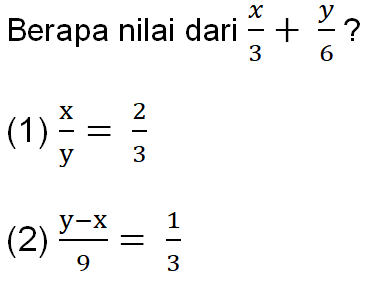 Berapa nilai dari x/3 + y/6 ?
(1) x/y = 2/3
(2) y−x/9 = 1/3